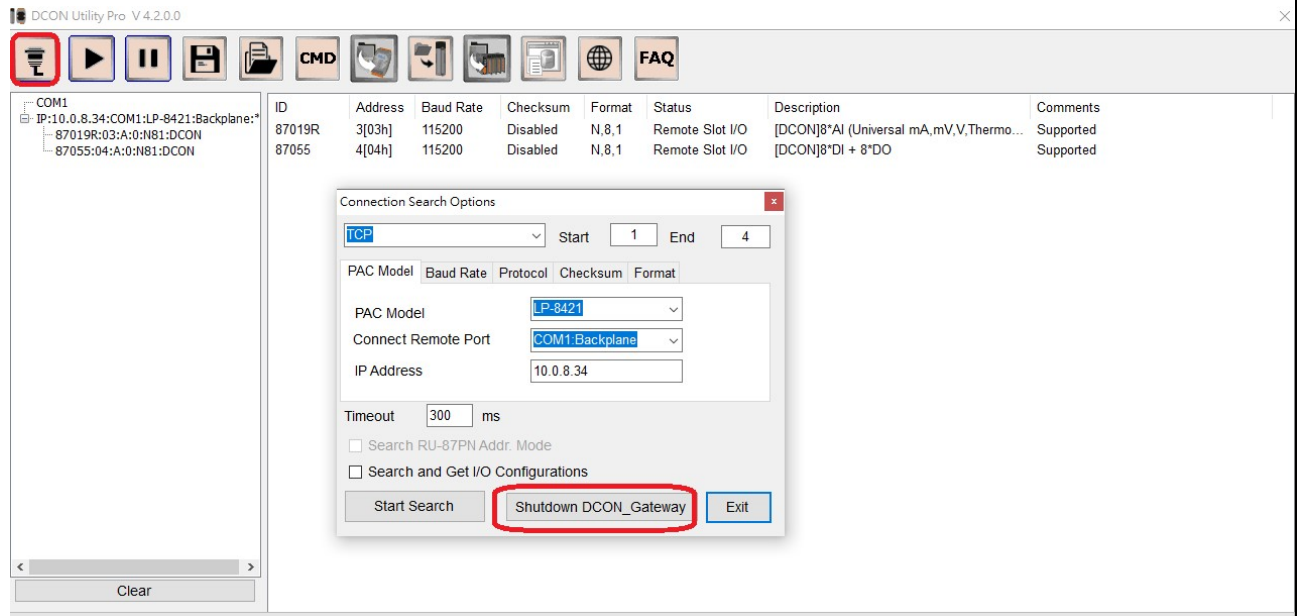 DCON Utility Pro V 4.2.0.0
CMD
FAQ
COM1
IP:10.0.8.34:COM1:LP-8421:Backplane:*
87019R:03:A:0:N81:DCON
87055:04:A:0:N81:DCON
ID Address Baud Rate Checksum Format Status Description Comments
87019R 3[03h] 115200 Disabled N,8,1 Remote Slot I/O [DCON]8*AI (Universal mA,mV,V,Thermo... Supported
87055 4[04h] 115200 Disabled N,8,1 Remote Slot I/O [DCON]8*DI + 8*DO Supported
Connection Search Options
TCP Start 1 End 4
PAC Model Baud Rate Protocol Checksum Format
PAC Model LP-8421
Connect Remote Port COM1:Backplane
IP Address 10.0.8.34
Timeout 300 ms
Search RU-87PN Addr. Mode
Search and Get I/O Configurations
Start Search Shutdown DCON_Gateway Exit
Clear